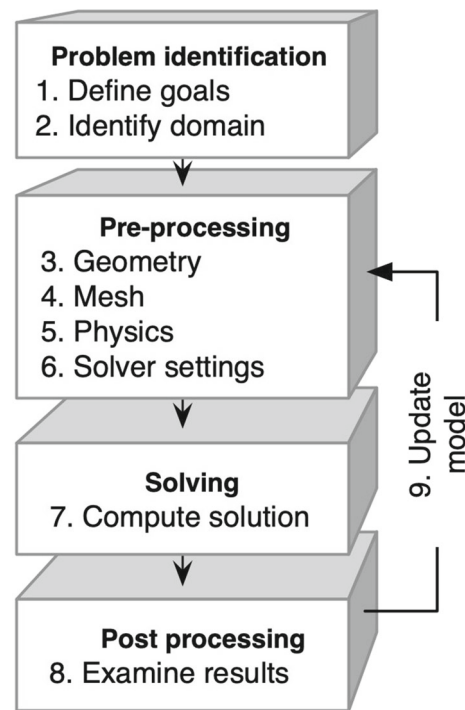 Problem identification
1. Define goals
2. Identify domain
Pre-processing
3. Geometry
4. Mesh
5. Physics
6. Solver settings
Solving
7. Compute solution
Post processing
8. Examine results
9. Update
model